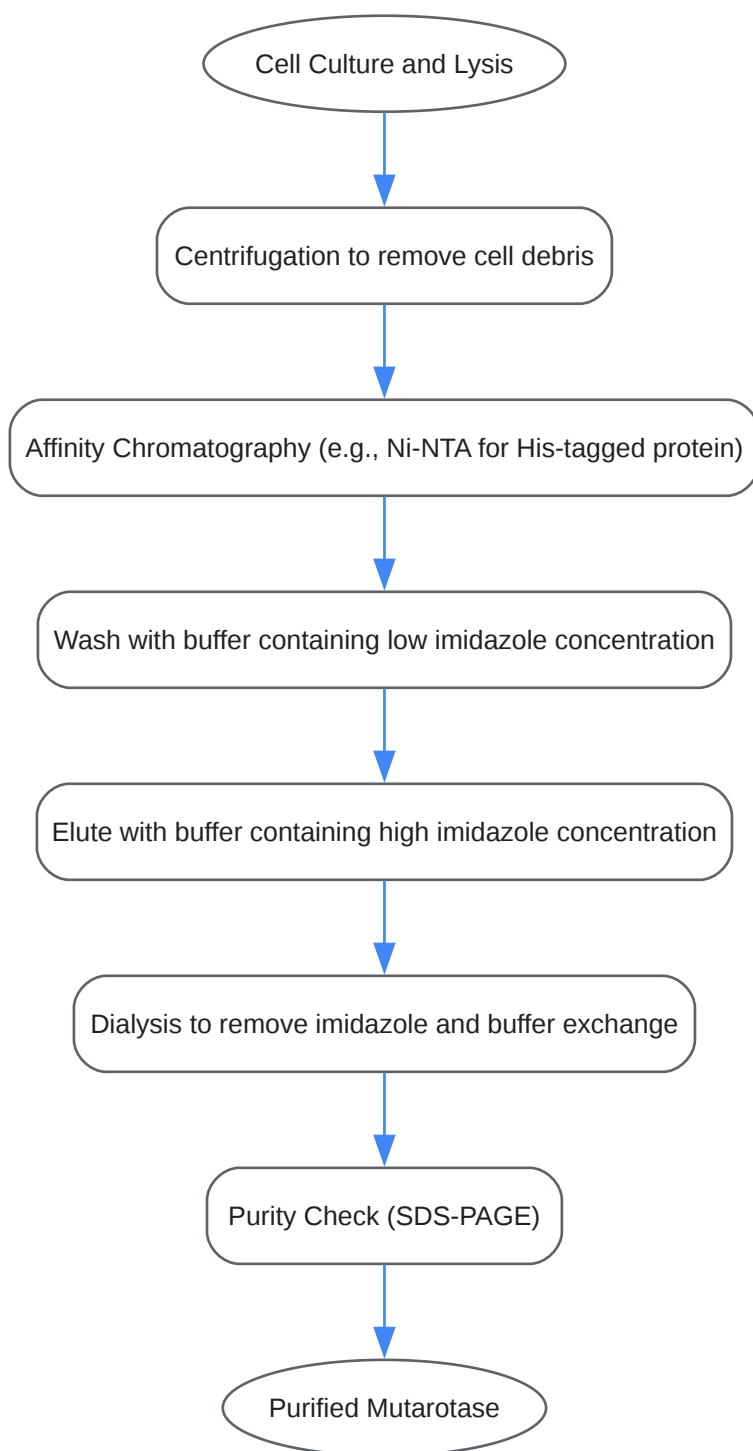 Cell Culture and Lysis
Centrifugation to remove cell debris
Affinity Chromatography (e.g., Ni-NTA for His-tagged protein)
Wash with buffer containing low imidazole concentration
Elute with buffer containing high imidazole concentration
Dialysis to remove imidazole and buffer exchange
Purity Check (SDS-PAGE)
Purified Mutarotase